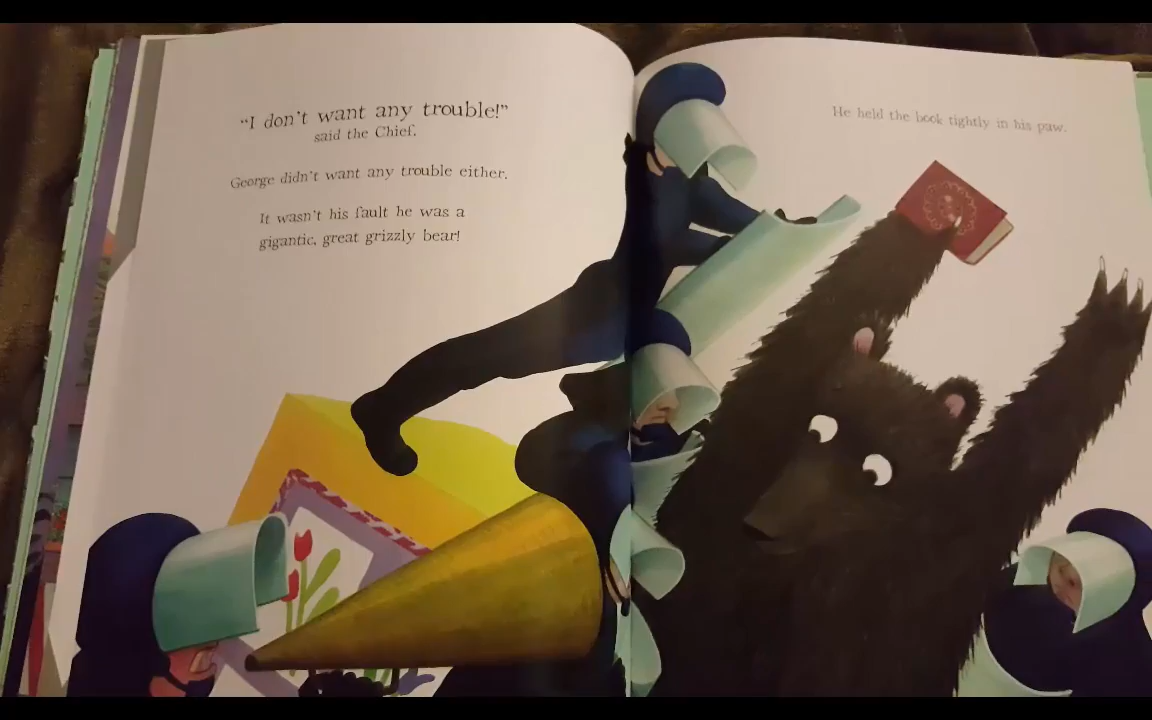 “I don’t want any trouble!”
said the Chief.
George didn’t want any trouble either.
It wasn’t his fault he was a
gigantic, great grizzly bear!
He held the book tightly in his paw.